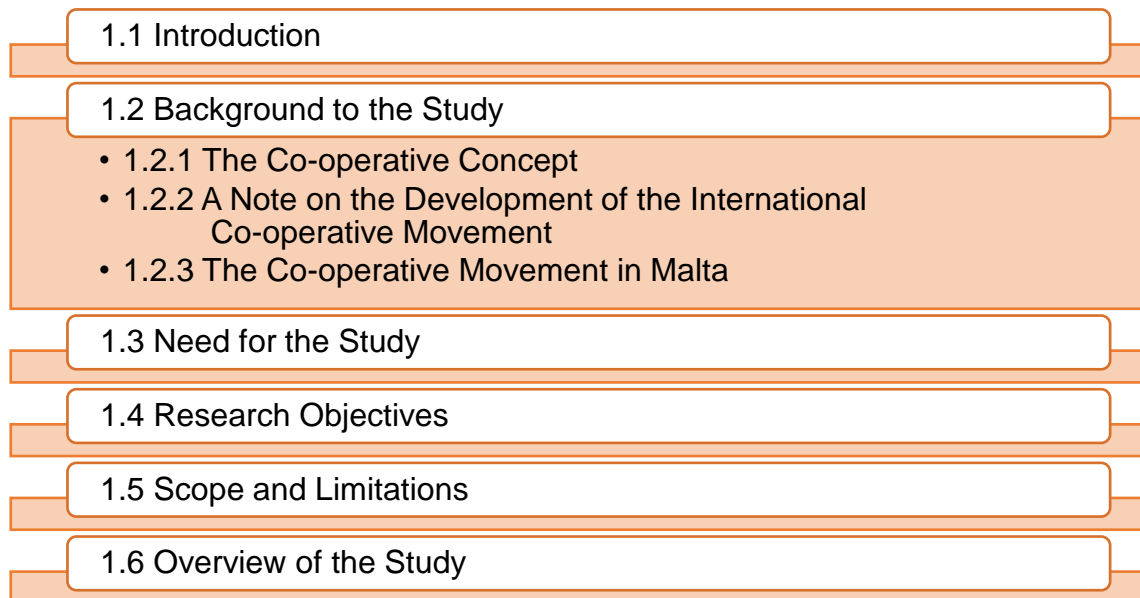 1.1 Introduction
1.2 Background to the Study
• 1.2.1 The Co-operative Concept
• 1.2.2 A Note on the Development of the International
Co-operative Movement
• 1.2.3 The Co-operative Movement in Malta
1.3 Need for the Study
1.4 Research Objectives
1.5 Scope and Limitations
1.6 Overview of the Study